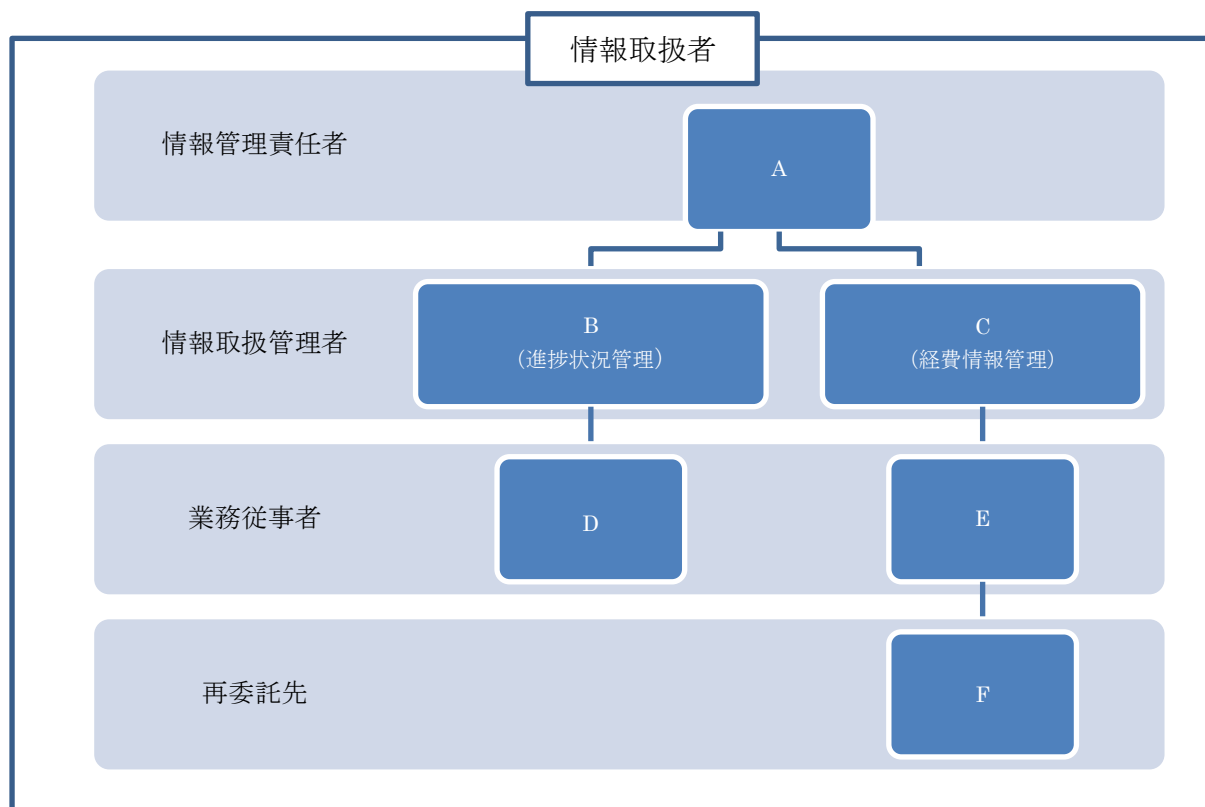 情報取扱者
情報管理責任者
A
情報取扱管理者
B
（進捗状況管理）
C
（経費情報管理）
業務従事者
D
E
再委託先
F